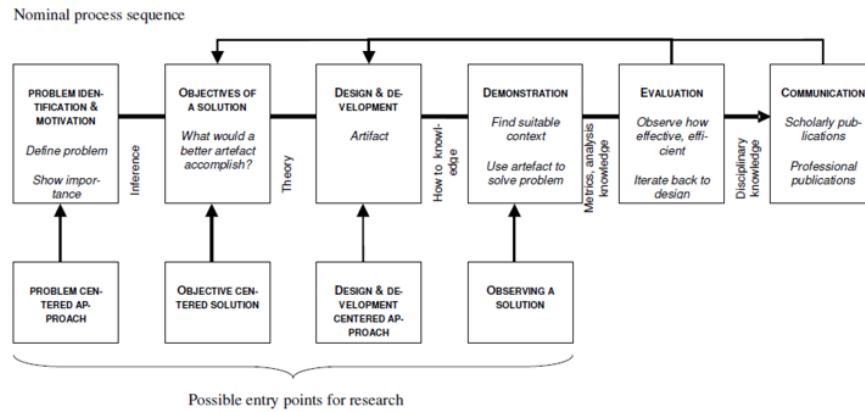 Nominal process sequence
PROBLEM IDEN-
TIFICATION &
MOTIVATION
Define problem
Show impor-
tance
Inference
OBJECTIVES OF
A SOLUTION
What would a
better artefact
accomplish?
Theory
DESIGN & DE-
VELOPMENT
Artifact
How to knowl-
edge
DEMONSTRATION
Find suitable
context
Use artefact to
solve problem
Metrics, analysis
knowledge
EVALUATION
Observe how
effective, effi-
cient
Iterate back to
design
Disciplinary
knowledge
COMMUNICATION
Scholarly pub-
lications
Professional
publications
PROBLEM CEN-
TERED AP-
PROACH
OBJECTIVE CEN-
TERED SOLUTION
DESIGN & DE-
VELOPMENT
CENTERED AP-
PROACH
OBSERVING A
SOLUTION
Possible entry points for research